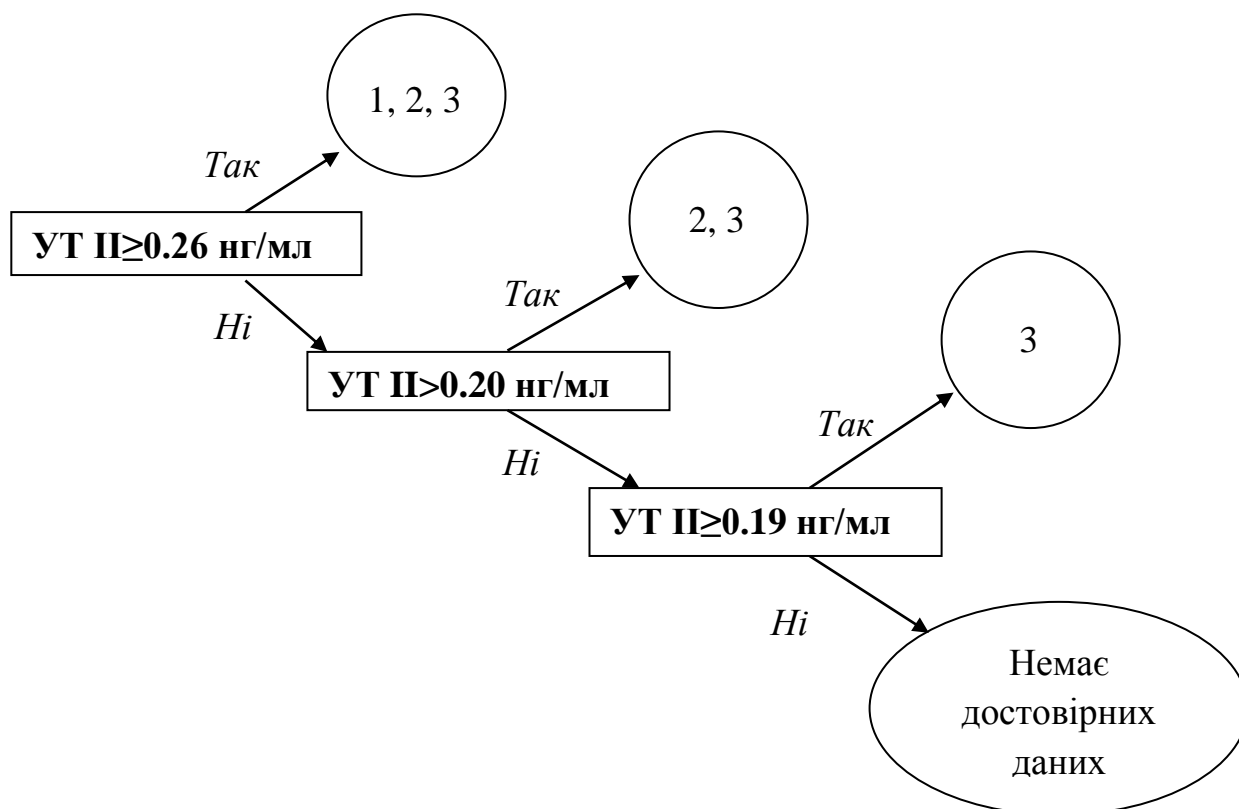 1, 2, 3
Так
УТ II≥0.26 нг/мл
Ні
2, 3
Так
УТ II>0.20 нг/мл
Ні
3
Так
УТ II≥0.19 нг/мл
Ні
Немає
достовірних
даних